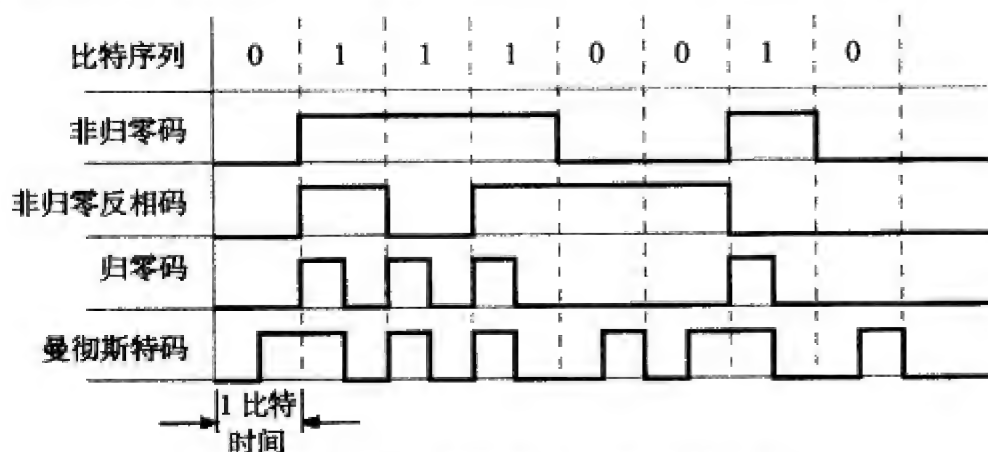 比特序列 0 1 1 1 0 0 1 0
非归零码
非归零反相码
归零码
曼彻斯特码
1 比特
时间